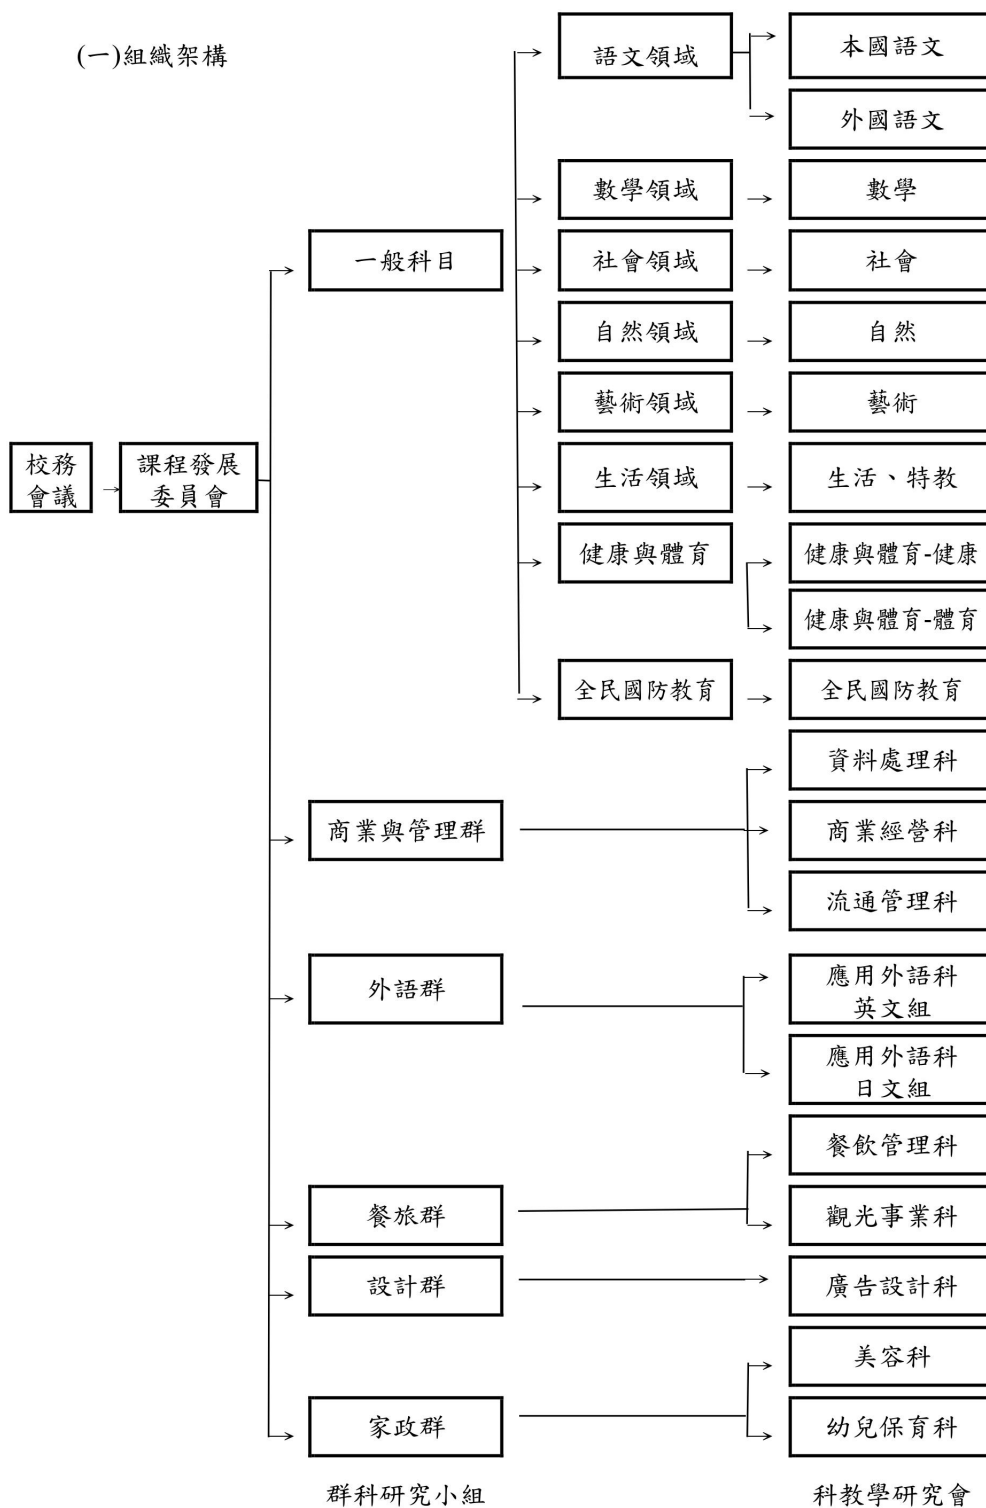 (一)組織架構
語文領域
本國語文
外國語文
數學領域
數學
一般科目
社會領域
社會
自然領域
自然
藝術領域
藝術
校務
會議
課程發展
委員會
生活領域
生活、特教
健康與體育
健康與體育-健康
健康與體育-體育
全民國防教育
全民國防教育
資料處理科
商業與管理群
商業經營科
流通管理科
外語群
應用外語科
英文組
應用外語科
日文組
餐飲管理科
餐旅群
觀光事業科
設計群
廣告設計科
美容科
家政群
幼兒保育科
群科研究小組
科教學研究會